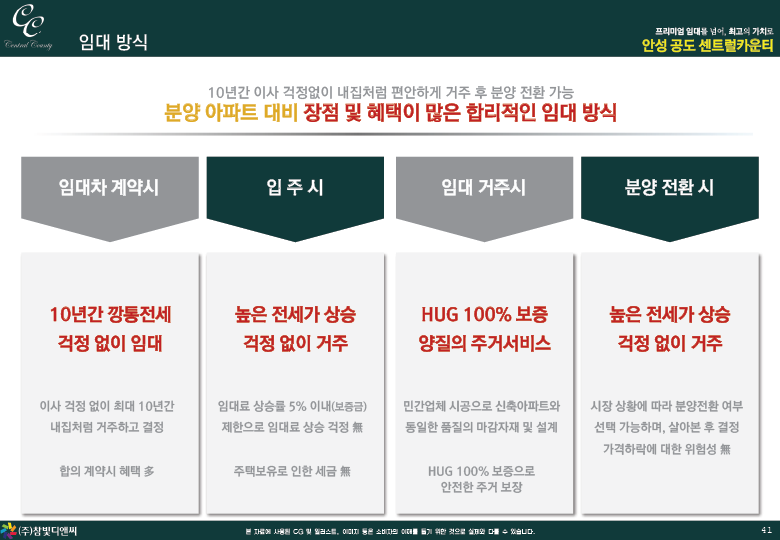 CC
Central County
임대 방식
프리미엄 임대를 넘어, 최고의 가치로
안성 공도 센트럴카운티
10년간 이사 걱정없이 내집처럼 편안하게 거주 후 분양 전환 가능
분양 아파트 대비 장점 및 혜택이 많은 합리적인 임대 방식
임대차 계약시
10년간 깡통전세
걱정 없이 임대
이사 걱정 없이 최대 10년간
내집처럼 거주하고 결정
합의 계약시 혜택 多
입 주 시
높은 전세가 상승
걱정 없이 거주
임대료 상승률 5% 이내(보증금)
제한으로 임대료 상승 걱정 無
주택보유로 인한 세금 無
임대 거주시
HUG 100% 보증
양질의 주거서비스
민간업체 시공으로 신축아파트와
동일한 품질의 마감자재 및 설계
HUG 100% 보증으로
안전한 주거 보장
분양 전환 시
높은 전세가 상승
걱정 없이 거주
시장 상황에 따라 분양전환 여부
선택 가능하며, 살아본 후 결정
가격하락에 대한 위험성 無
(주)참빛디앤씨
본 자료에 사용된 CG 및 일러스트, 이미지 등은 소비자의 이해를 돕기 위한 것으로 실제와 다를 수 있습니다.
41